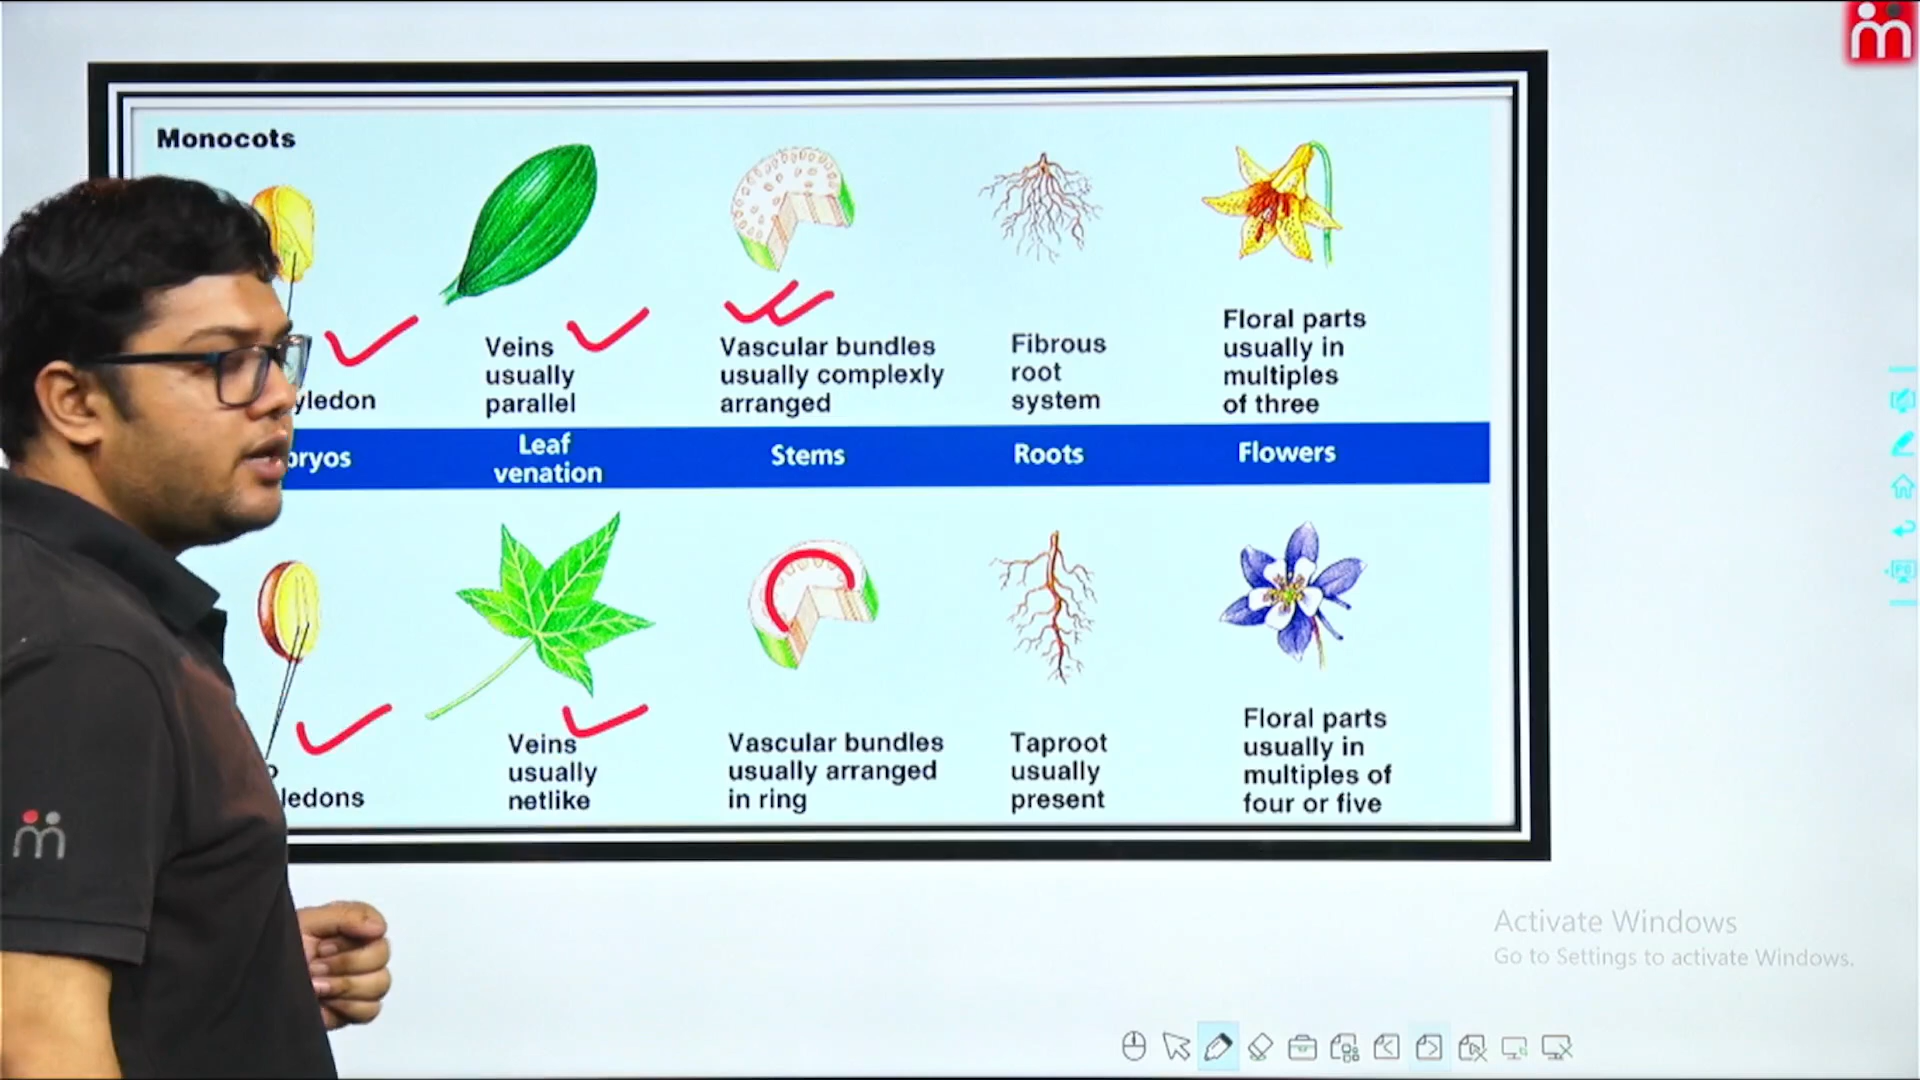 Monocots
yledon
Veins
usually
parallel
Vascular bundles
usually complexly
arranged
Fibrous
root
system
Floral parts
usually in
multiples
of three
bryos
Leaf
venation
Stems
Roots
Flowers
ledons
Veins
usually
netlike
Vascular bundles
usually arranged
in ring
Taproot
usually
present
Floral parts
usually in
multiples of
four or five
Activate Windows
Go to Settings to activate Windows.